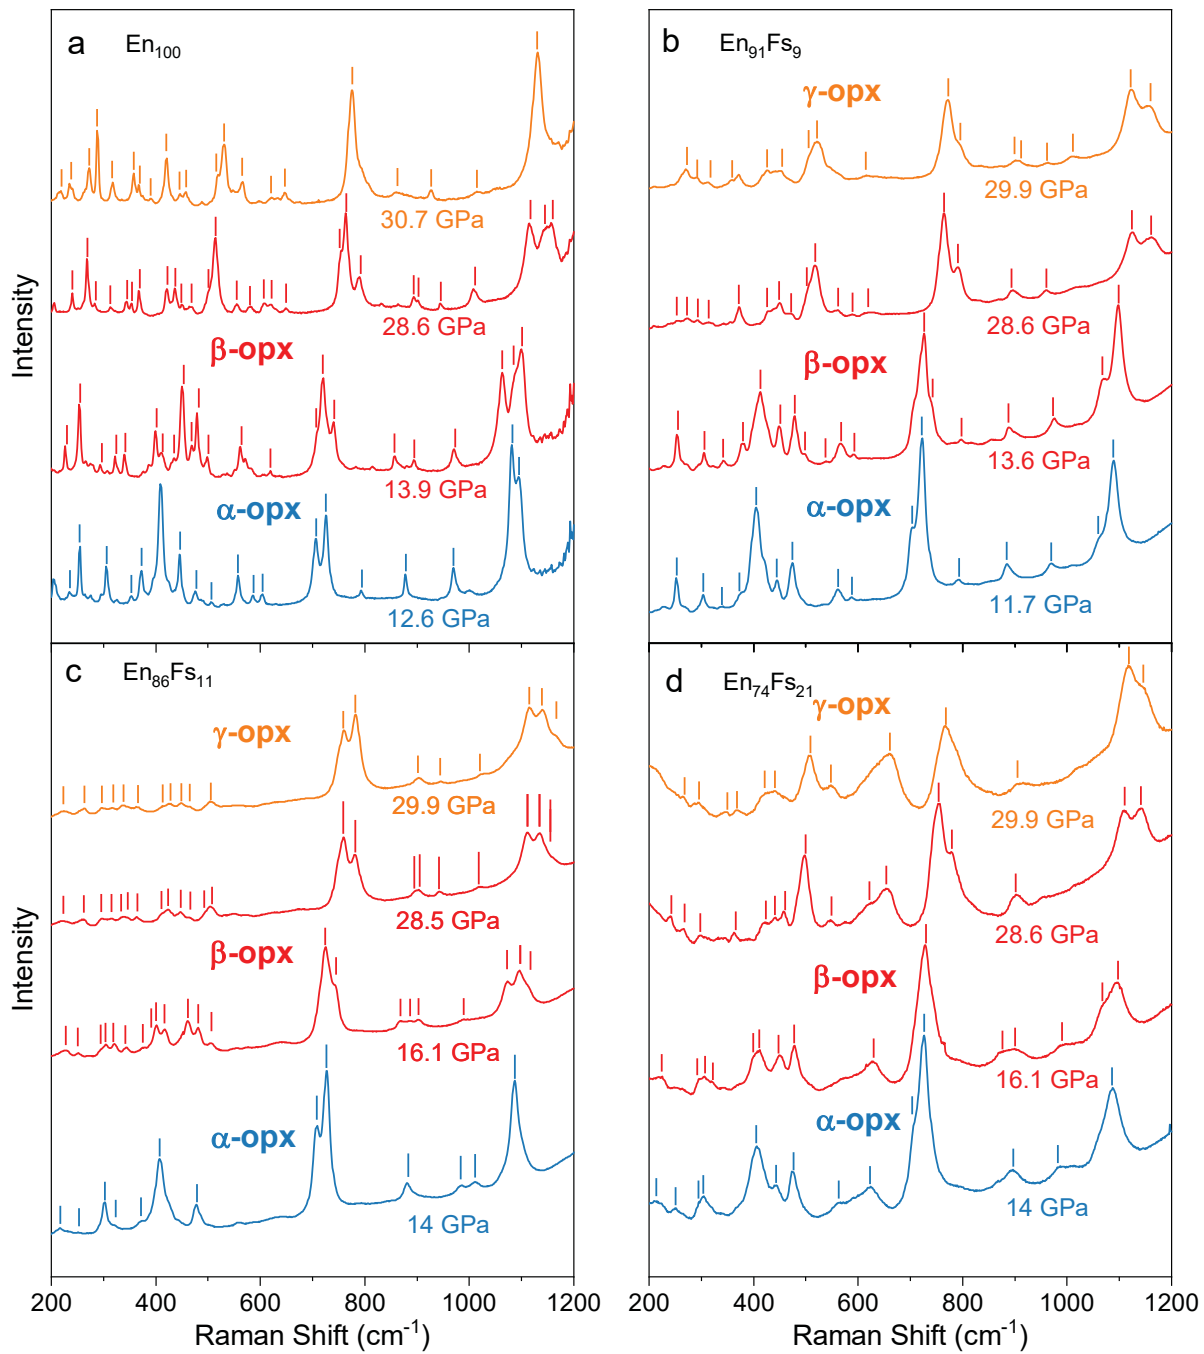 a En₁₀₀
30.7 GPa
28.6 GPa
β-opx
13.9 GPa
α-opx
12.6 GPa
Intensity
b En₉₁Fs₉
γ-opx
29.9 GPa
28.6 GPa
β-opx
13.6 GPa
α-opx
11.7 GPa
c En₈₆Fs₁₁
γ-opx
29.9 GPa
28.5 GPa
β-opx
16.1 GPa
α-opx
14 GPa
Intensity
200 400 600 800 1000 1200
Raman Shift (cm⁻¹)
d En₇₄Fs₂₁
γ-opx
29.9 GPa
28.6 GPa
β-opx
16.1 GPa
α-opx
14 GPa
200 400 600 800 1000 1200
Raman Shift (cm⁻¹)